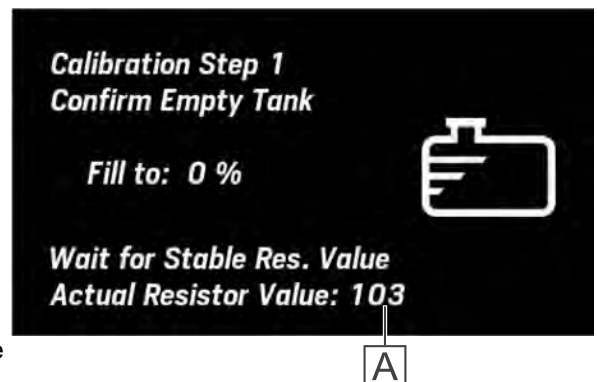 Calibration Step 1
Confirm Empty Tank
Fill to: 0 %
Wait for Stable Res. Value
Actual Resistor Value: 103
e
A